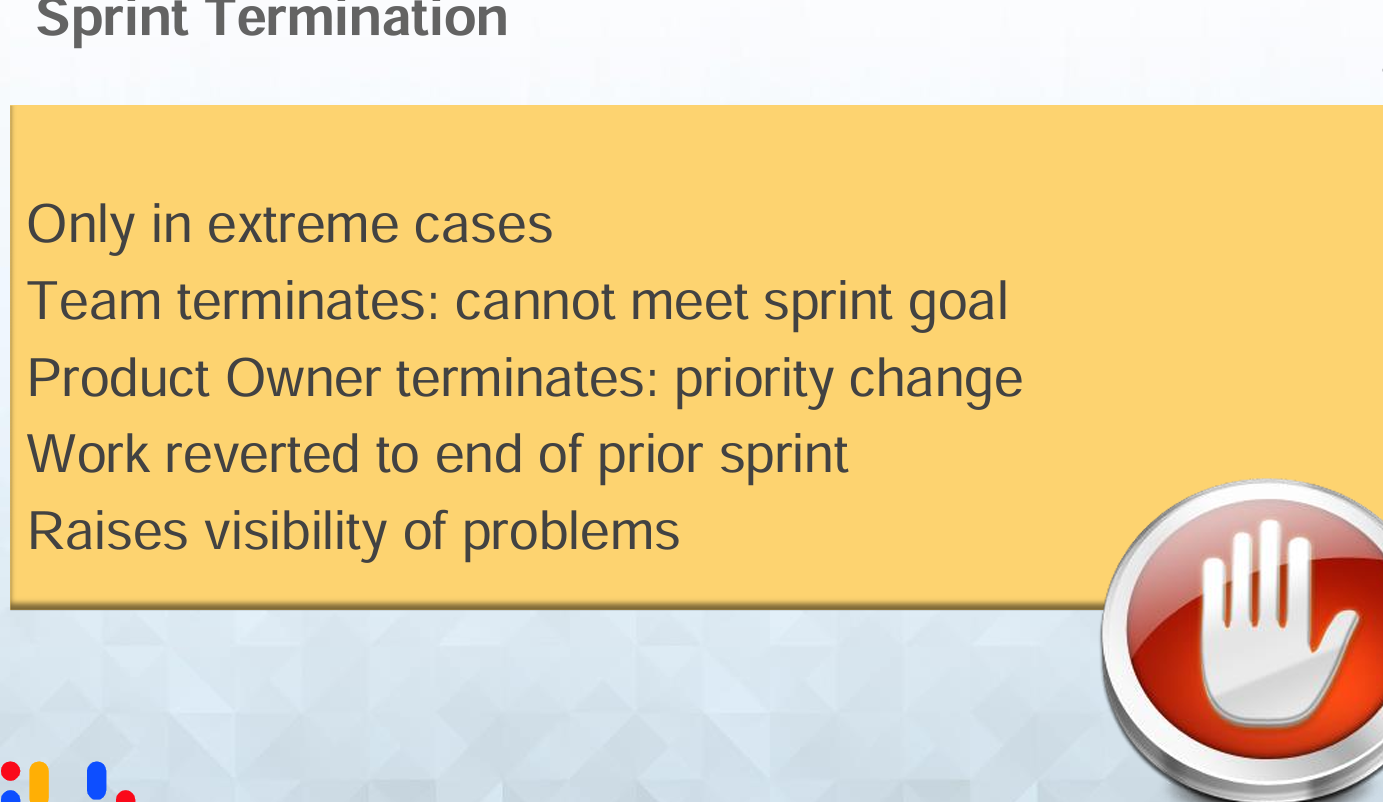 Sprint Termination
Only in extreme cases
Team terminates: cannot meet sprint goal
Product Owner terminates: priority change
Work reverted to end of prior sprint
Raises visibility of problems